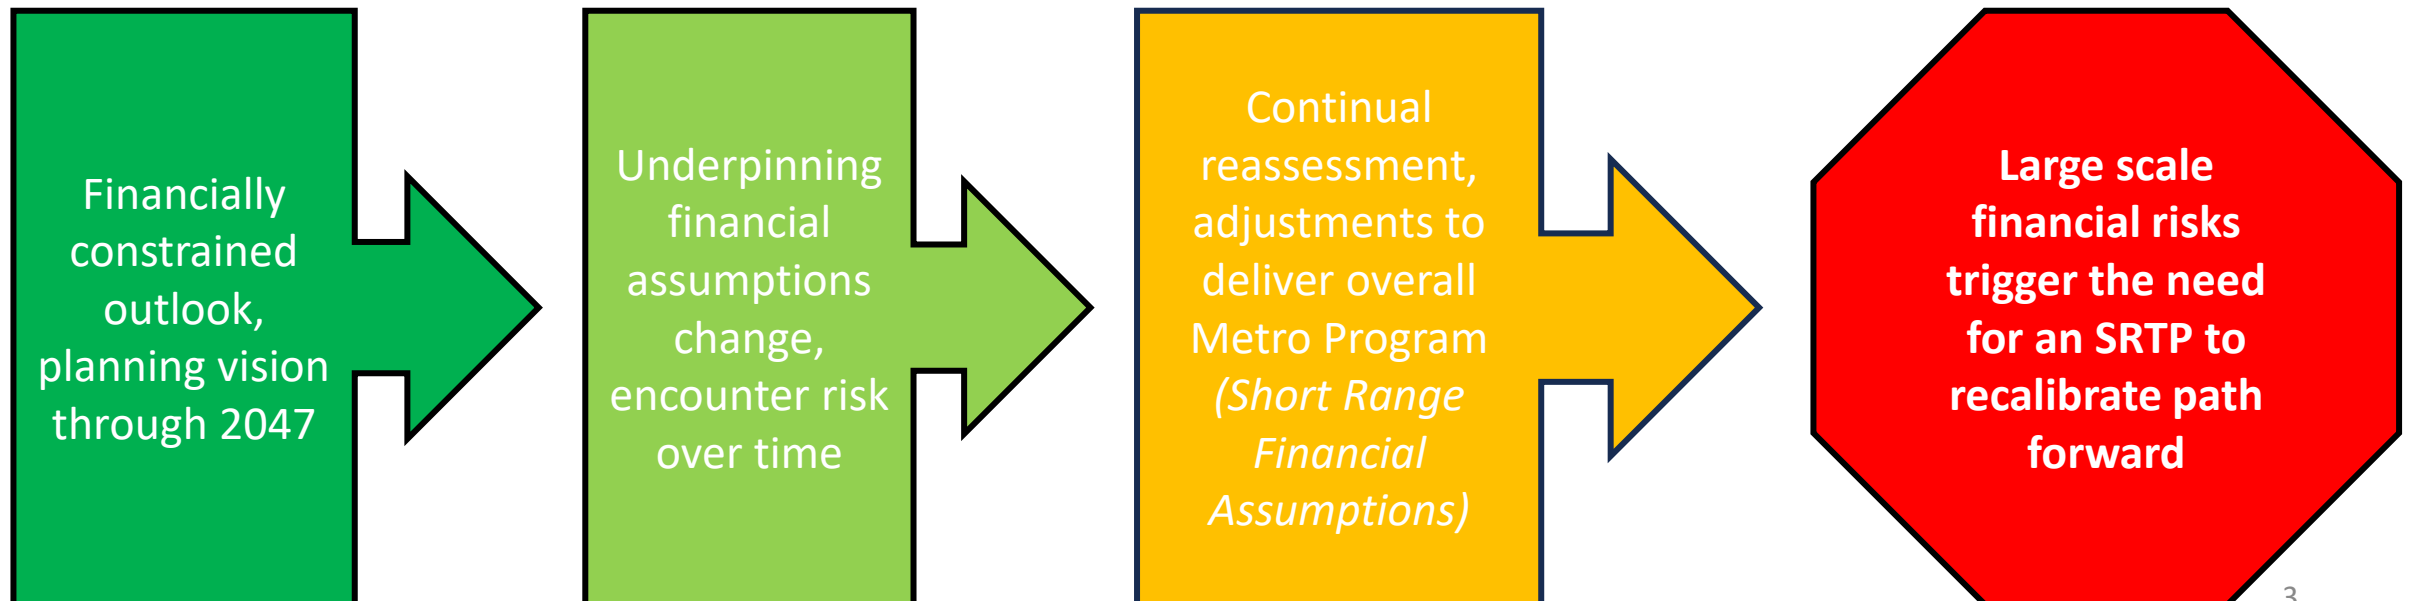 Financially
constrained
outlook,
planning vision
through 2047
Underpinning
financial
assumptions
change,
encounter risk
over time
Continual
reassessment,
adjustments to
deliver overall
Metro Program
(Short Range
Financial
Assumptions)
Large scale
financial risks
trigger the need
for an SRTP to
recalibrate path
forward
3